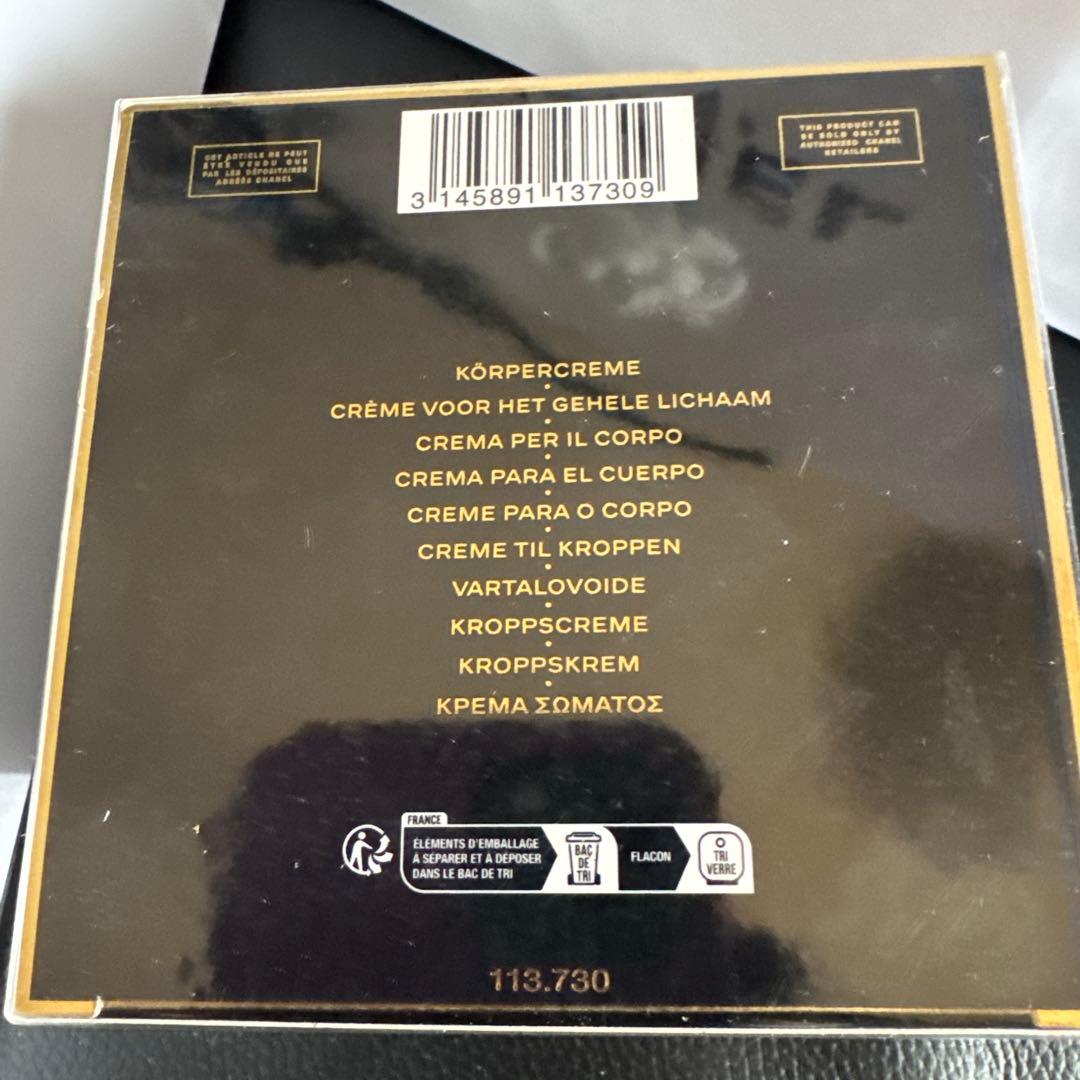 CET ARTICLE NE PEUT
ÊTRE VENDU QUE
PAR LES DÉPOSITAIRES
AGRÉÉS CHANEL
3 145891 137309
THIS PRODUCT CAN
BE SOLD ONLY BY
AUTHORIZED CHANEL
RETAILERS
KÖRPERCREME
•
CRÈME VOOR HET GEHELE LICHAAM
•
CREMA PER IL CORPO
•
CREMA PARA EL CUERPO
•
CREME PARA O CORPO
•
CREME TIL KROPPEN
•
VARTALOVOIDE
•
KROPPSCREME
•
KROPPSKREM
•
ΚΡΕΜΑ ΣΩΜΑΤΟΣ
FRANCE
ÉLÉMENTS D'EMBALLAGE
À SÉPARER ET À DÉPOSER
DANS LE BAC DE TRI
BAC
DE
TRI
FLACON
TRI
VERRE
113.730